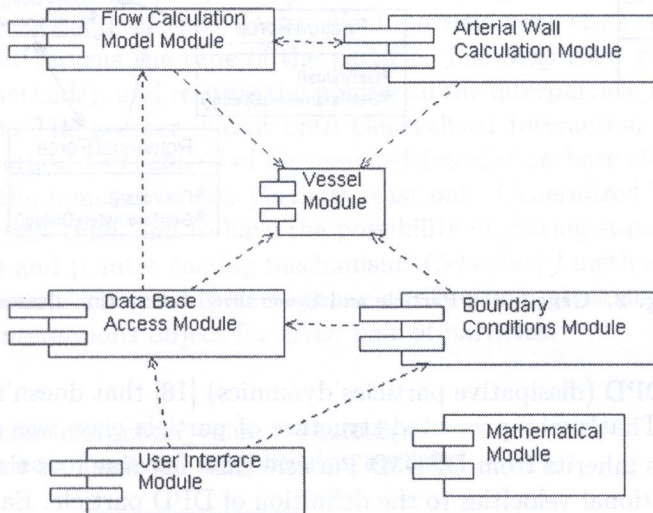 Flow Calculation
Model Module
Arterial Wall
Calculation Module
Vessel
Module
Data Base
Access Module
Boundary
Conditions Module
User Interface
Module
Mathematical
Module